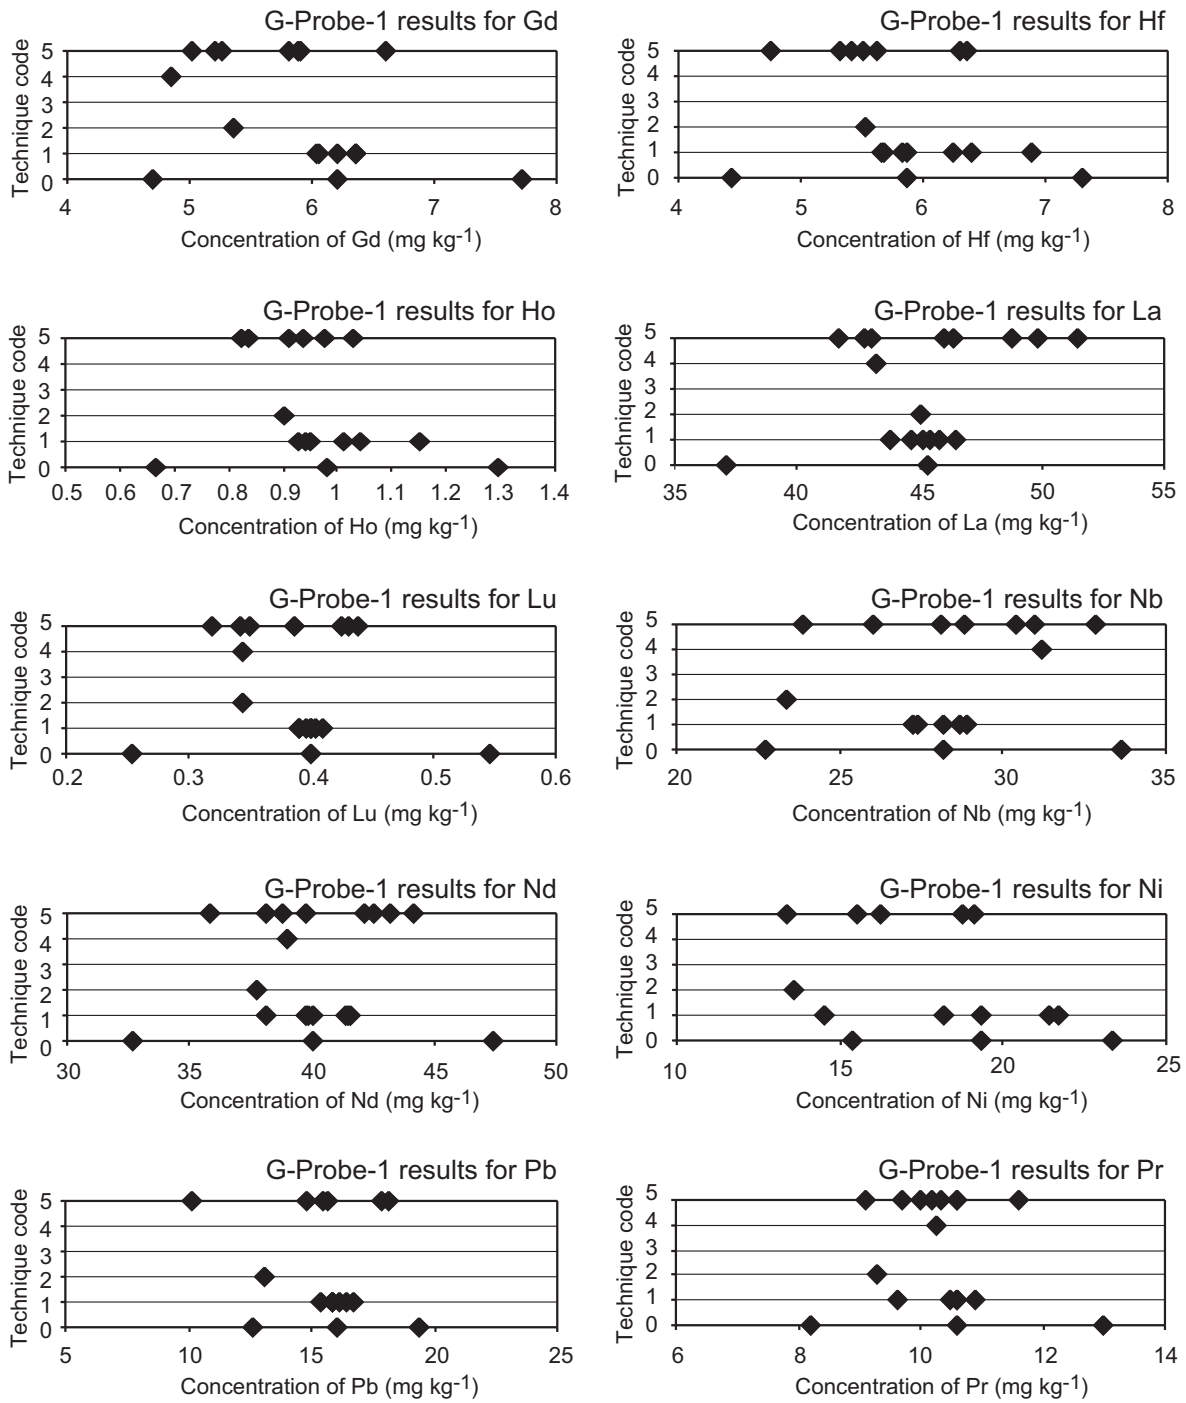 G-Probe-1 results for Gd
Technique code
5
4
3
2
1
0
4 5 6 7 8
Concentration of Gd (mg kg-1)
G-Probe-1 results for Hf
Technique code
5
4
3
2
1
0
4 5 6 7 8
Concentration of Hf (mg kg-1)
G-Probe-1 results for Ho
Technique code
5
4
3
2
1
0
0.5 0.6 0.7 0.8 0.9 1 1.1 1.2 1.3 1.4
Concentration of Ho (mg kg-1)
G-Probe-1 results for La
Technique code
5
4
3
2
1
0
35 40 45 50 55
Concentration of La (mg kg-1)
G-Probe-1 results for Lu
Technique code
5
4
3
2
1
0
0.2 0.3 0.4 0.5 0.6
Concentration of Lu (mg kg-1)
G-Probe-1 results for Nb
Technique code
5
4
3
2
1
0
20 25 30 35
Concentration of Nb (mg kg-1)
G-Probe-1 results for Nd
Technique code
5
4
3
2
1
0
30 35 40 45 50
Concentration of Nd (mg kg-1)
G-Probe-1 results for Ni
Technique code
5
4
3
2
1
0
10 15 20 25
Concentration of Ni (mg kg-1)
G-Probe-1 results for Pb
Technique code
5
4
3
2
1
0
5 10 15 20 25
Concentration of Pb (mg kg-1)
G-Probe-1 results for Pr
Technique code
5
4
3
2
1
0
6 8 10 12 14
Concentration of Pr (mg kg-1)